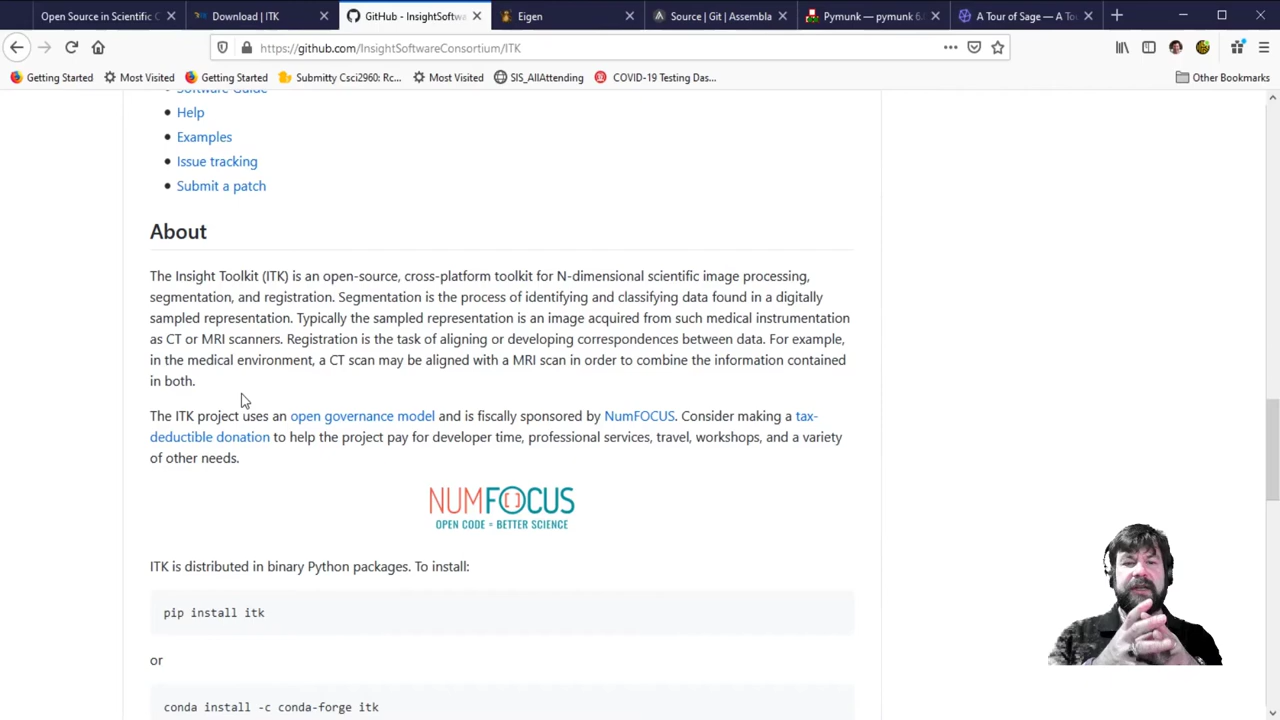 Open Source in Scientific C
Download | ITK
GitHub - InsightSoftwa
Eigen
Source | Git | Assembla
Pymunk — pymunk 6.
A Tour of Sage — A To
https://github.com/InsightSoftwareConsortium/ITK
Getting Started
Most Visited
Getting Started
Submitty Csci2960: Rc...
Most Visited
SIS_AllAttending
COVID-19 Testing Das...
Other Bookmarks
Software Guide
Help
Examples
Issue tracking
Submit a patch
About
The Insight Toolkit (ITK) is an open-source, cross-platform toolkit for N-dimensional scientific image processing,
segmentation, and registration. Segmentation is the process of identifying and classifying data found in a digitally
sampled representation. Typically the sampled representation is an image acquired from such medical instrumentation
as CT or MRI scanners. Registration is the task of aligning or developing correspondences between data. For example,
in the medical environment, a CT scan may be aligned with a MRI scan in order to combine the information contained
in both.
The ITK project uses an open governance model and is fiscally sponsored by NumFOCUS. Consider making a tax-
deductible donation to help the project pay for developer time, professional services, travel, workshops, and a variety
of other needs.
NUMFOCUS
OPEN CODE = BETTER SCIENCE
ITK is distributed in binary Python packages. To install:
pip install itk
or
conda install -c conda-forge itk